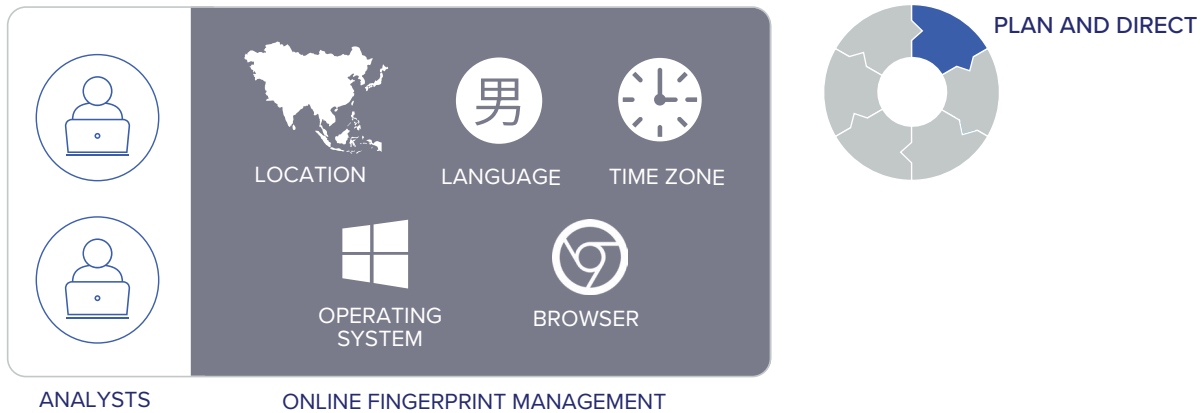 PLAN AND DIRECT
男
LOCATION
LANGUAGE
TIME ZONE
OPERATING
SYSTEM
BROWSER
ANALYSTS
ONLINE FINGERPRINT MANAGEMENT